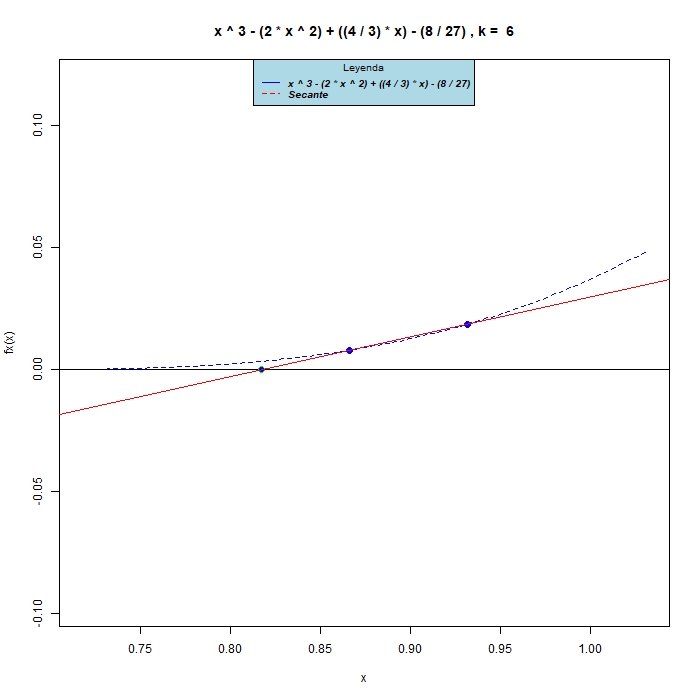 x ^ 3 - (2 * x ^ 2) + ((4 / 3) * x) - (8 / 27) , k =  6
Leyenda
x ^ 3 - (2 * x ^ 2) + ((4 / 3) * x) - (8 / 27)
Secante
fx(x)
0.10
0.05
0.00
-0.05
-0.10
0.75 0.80 0.85 0.90 0.95 1.00
x